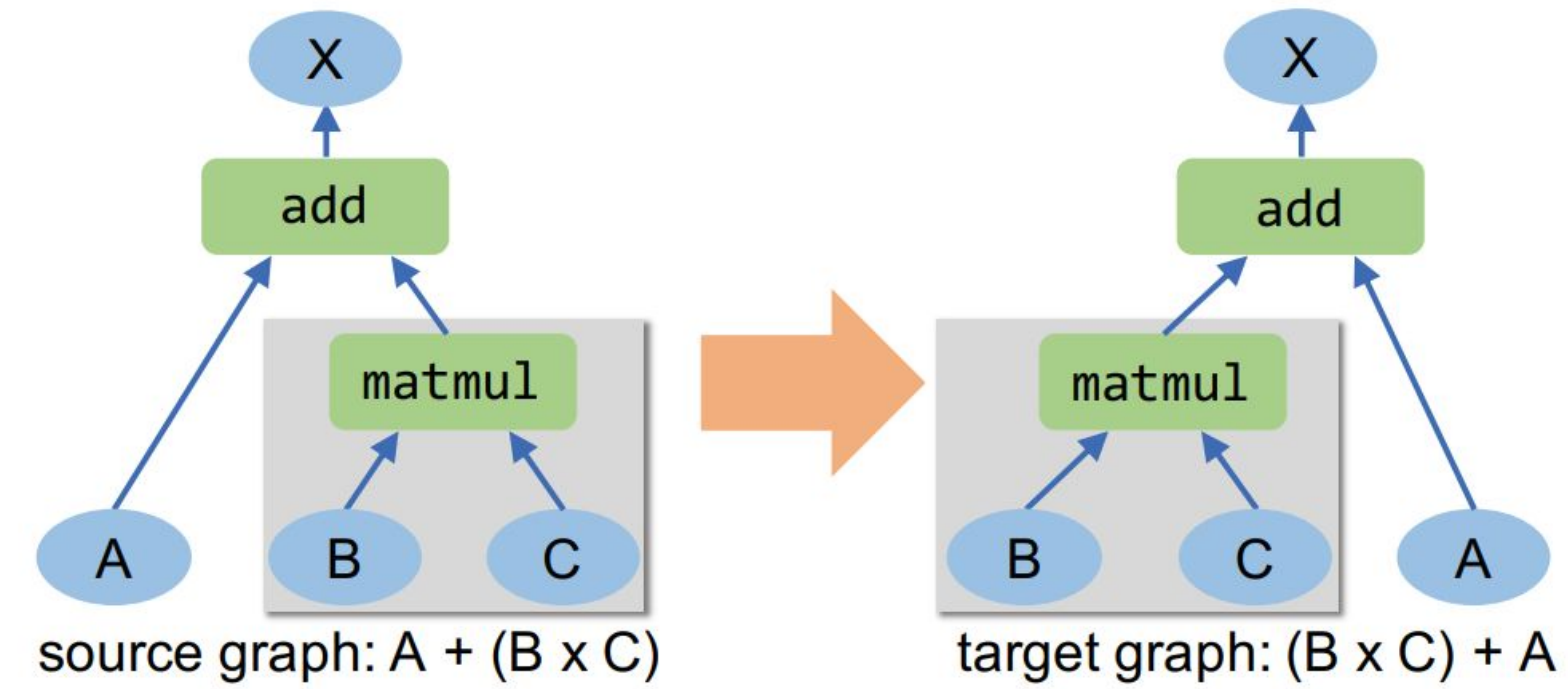 X
X
add
add
matmul
matmul
A
B
C
B
C
A
source graph: A + (B x C)
target graph: (B x C) + A